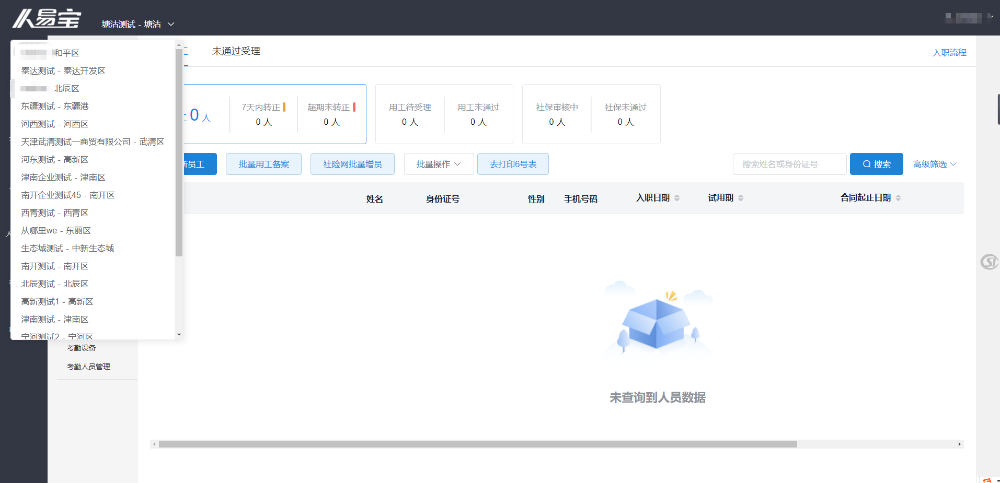 人易宝
塘沽测试 - 塘沽
和平区
泰达测试 - 泰达开发区
北辰区
东疆测试 - 东疆港
河西测试 - 河西区
天津武清测试一商贸有限公司 - 武清区
河东测试 - 高新区
津南企业测试 - 津南区
南开企业测试45 - 南开区
西青测试 - 西青区
从哪里we - 东丽区
生态城测试 - 中新生态城
南开测试 - 南开区
北辰测试 - 北辰区
高新测试1 - 高新区
津南测试 - 津南区
宁河测试2 - 宁河区
考勤设备
考勤人员管理
未通过受理
入职流程
0 人
7天内转正
0 人
超期未转正
0 人
用工待受理
0 人
用工未通过
0 人
社保审核中
0 人
社保未通过
0 人
员工
批量用工备案
社险网批量增员
批量操作
去打印6号表
搜索姓名或身份证号
搜索
高级筛选
姓名 身份证号 性别 手机号码 入职日期 试用期 合同起止日期
未查询到人员数据